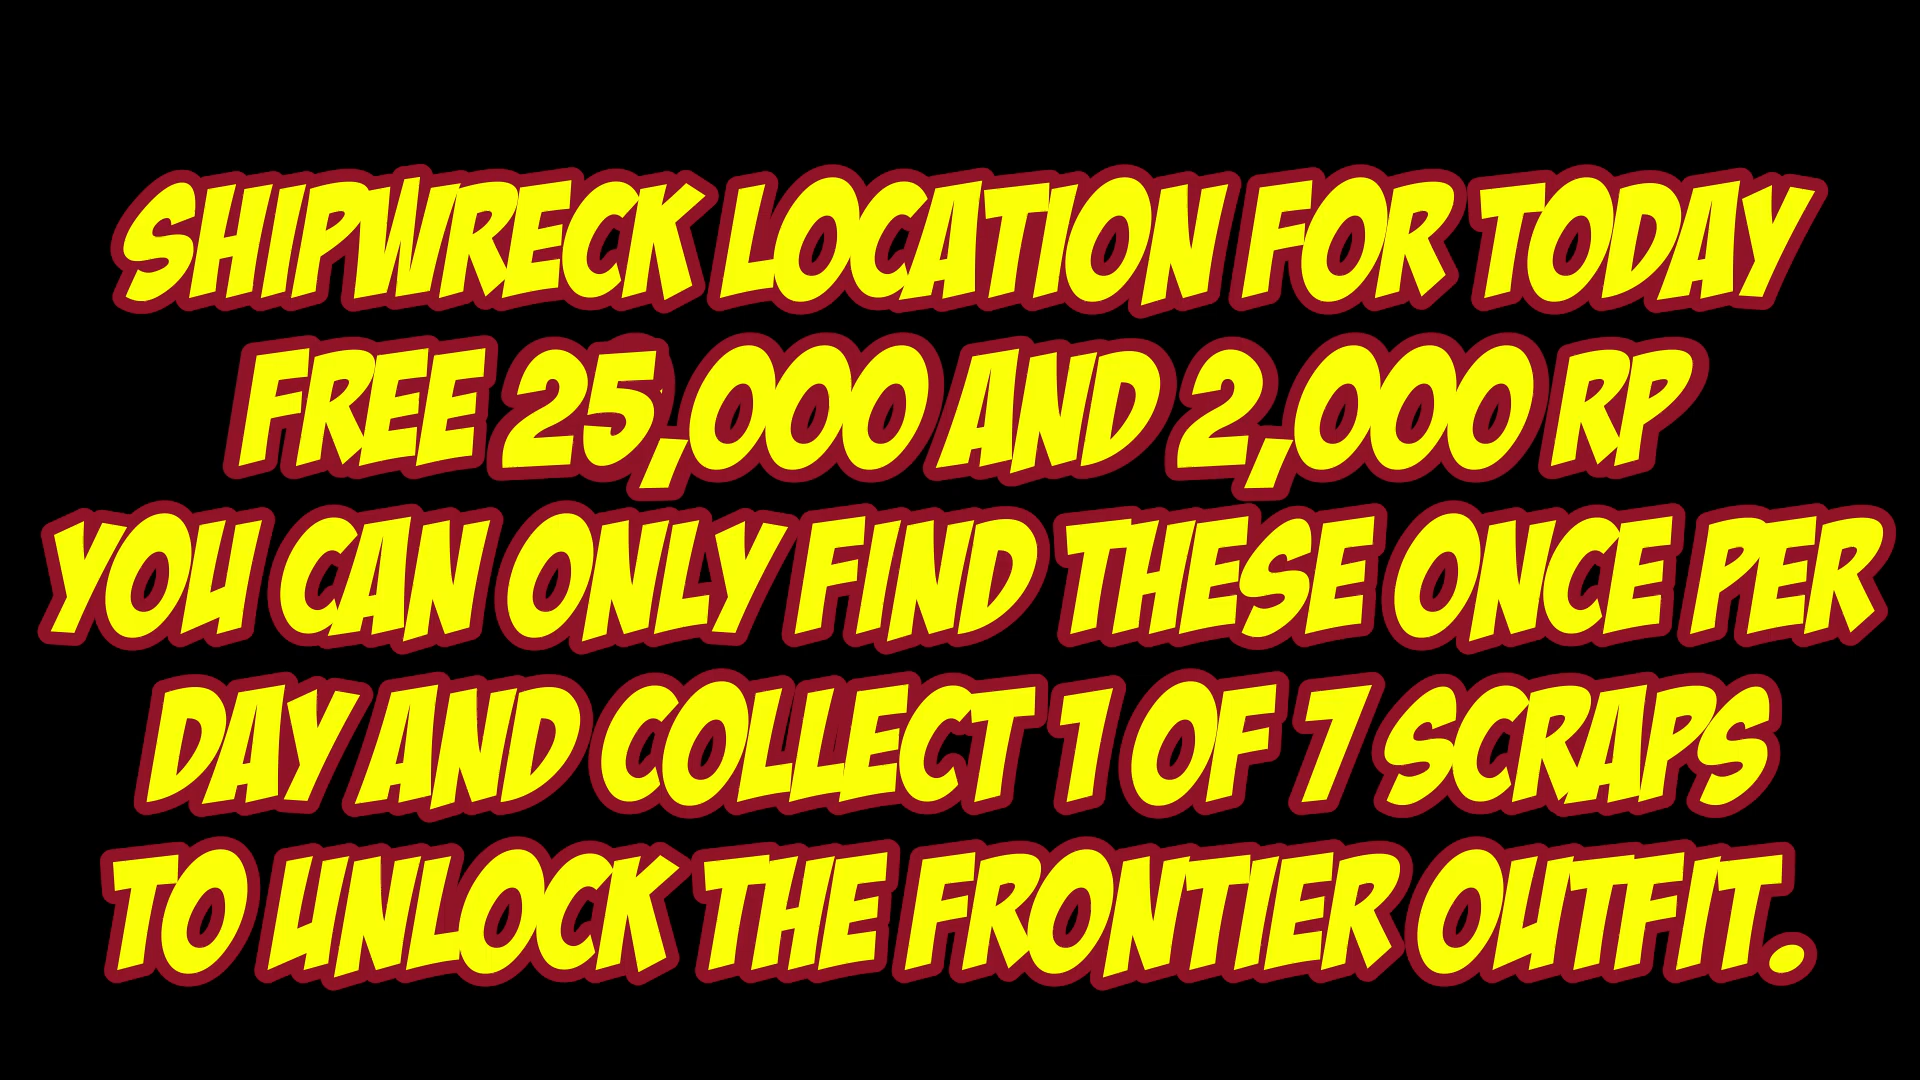 SHIPWRECK LOCATION FOR TODAY
FREE 25,000 AND 2,000 RP
YOU CAN ONLY FIND THESE ONCE PER
DAY AND COLLECT 1 OF 7 SCRAPS
TO UNLOCK THE FRONTIER OUTFIT.